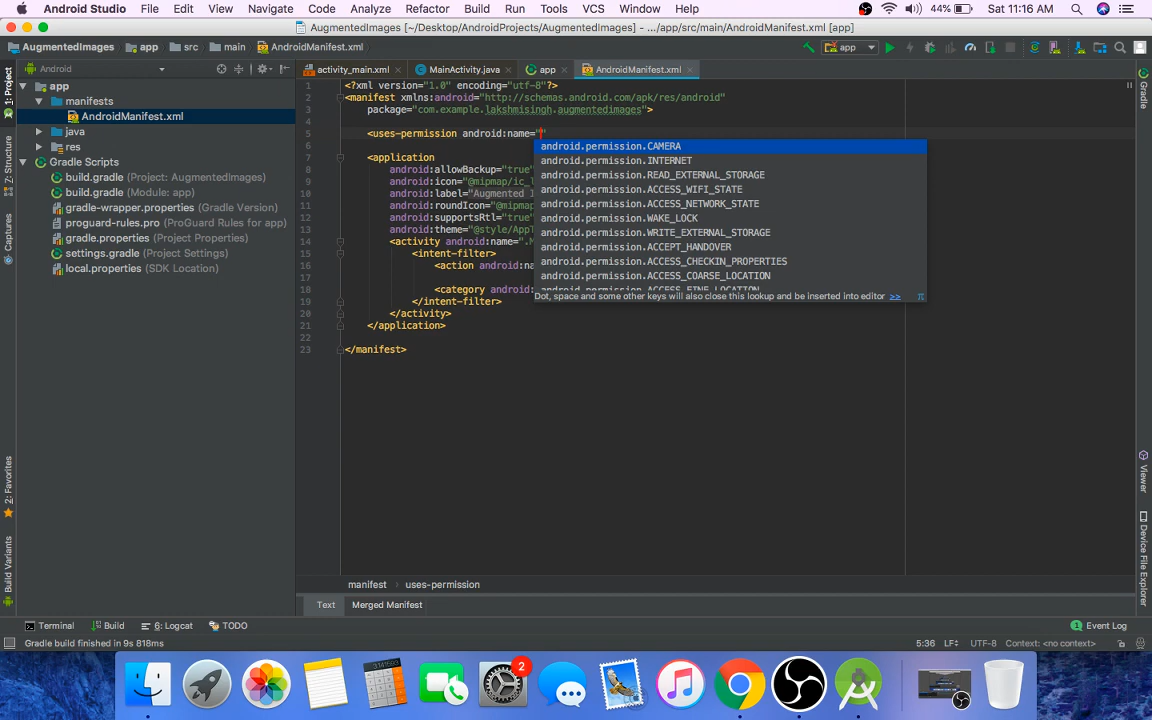 Android Studio File Edit View Navigate Code Analyze Refactor Build Run Tools VCS Window Help 44% Sat 11:16 AM
AugmentedImages [~/Desktop/AndroidProjects/AugmentedImages] - .../app/src/main/AndroidManifest.xml [app]
AugmentedImages app src main AndroidManifest.xml app
Android activity_main.xml MainActivity.java app AndroidManifest.xml
app
manifests
AndroidManifest.xml
java
res
Gradle Scripts
build.gradle (Project: AugmentedImages)
build.gradle (Module: app)
gradle-wrapper.properties (Gradle Version)
proguard-rules.pro (ProGuard Rules for app)
gradle.properties (Project Properties)
settings.gradle (Project Settings)
local.properties (SDK Location)
1: Project
7: Structure
Captures
2: Favorites
Build Variants
1 <?xml version="1.0" encoding="utf-8"?>
2 <manifest xmlns:android="http://schemas.android.com/apk/res/android"
3 package="com.example.lakshmisingh.augmentedimages">
4
5 <uses-permission android:name=""
6
7 <application
8 android:allowBackup="true"
9 android:icon="@mipmap/ic_l
10 android:label="Augmented I
11 android:roundIcon="@mipmap
12 android:supportsRtl="true"
13 android:theme="@style/Appl
14 <activity android:name=".M
15 <intent-filter>
16 <action android:na
17
18 <category android:
19 </intent-filter>
20 </activity>
21 </application>
22
23 </manifest>
android.permission.CAMERA
android.permission.INTERNET
android.permission.READ_EXTERNAL_STORAGE
android.permission.ACCESS_WIFI_STATE
android.permission.ACCESS_NETWORK_STATE
android.permission.WAKE_LOCK
android.permission.WRITE_EXTERNAL_STORAGE
android.permission.ACCEPT_HANDOVER
android.permission.ACCESS_CHECKIN_PROPERTIES
android.permission.ACCESS_COARSE_LOCATION
android.permission.ACCESS_FINE_LOCATION
Dot, space and some other keys will also close this lookup and be inserted into editor >> π
Gradle
Viewer
Device File Explorer
manifest › uses-permission
Text Merged Manifest
Terminal Build 6: Logcat TODO 1 Event Log
Gradle build finished in 9s 818ms 5:36 LF÷ UTF-8 Context: <no context>
2